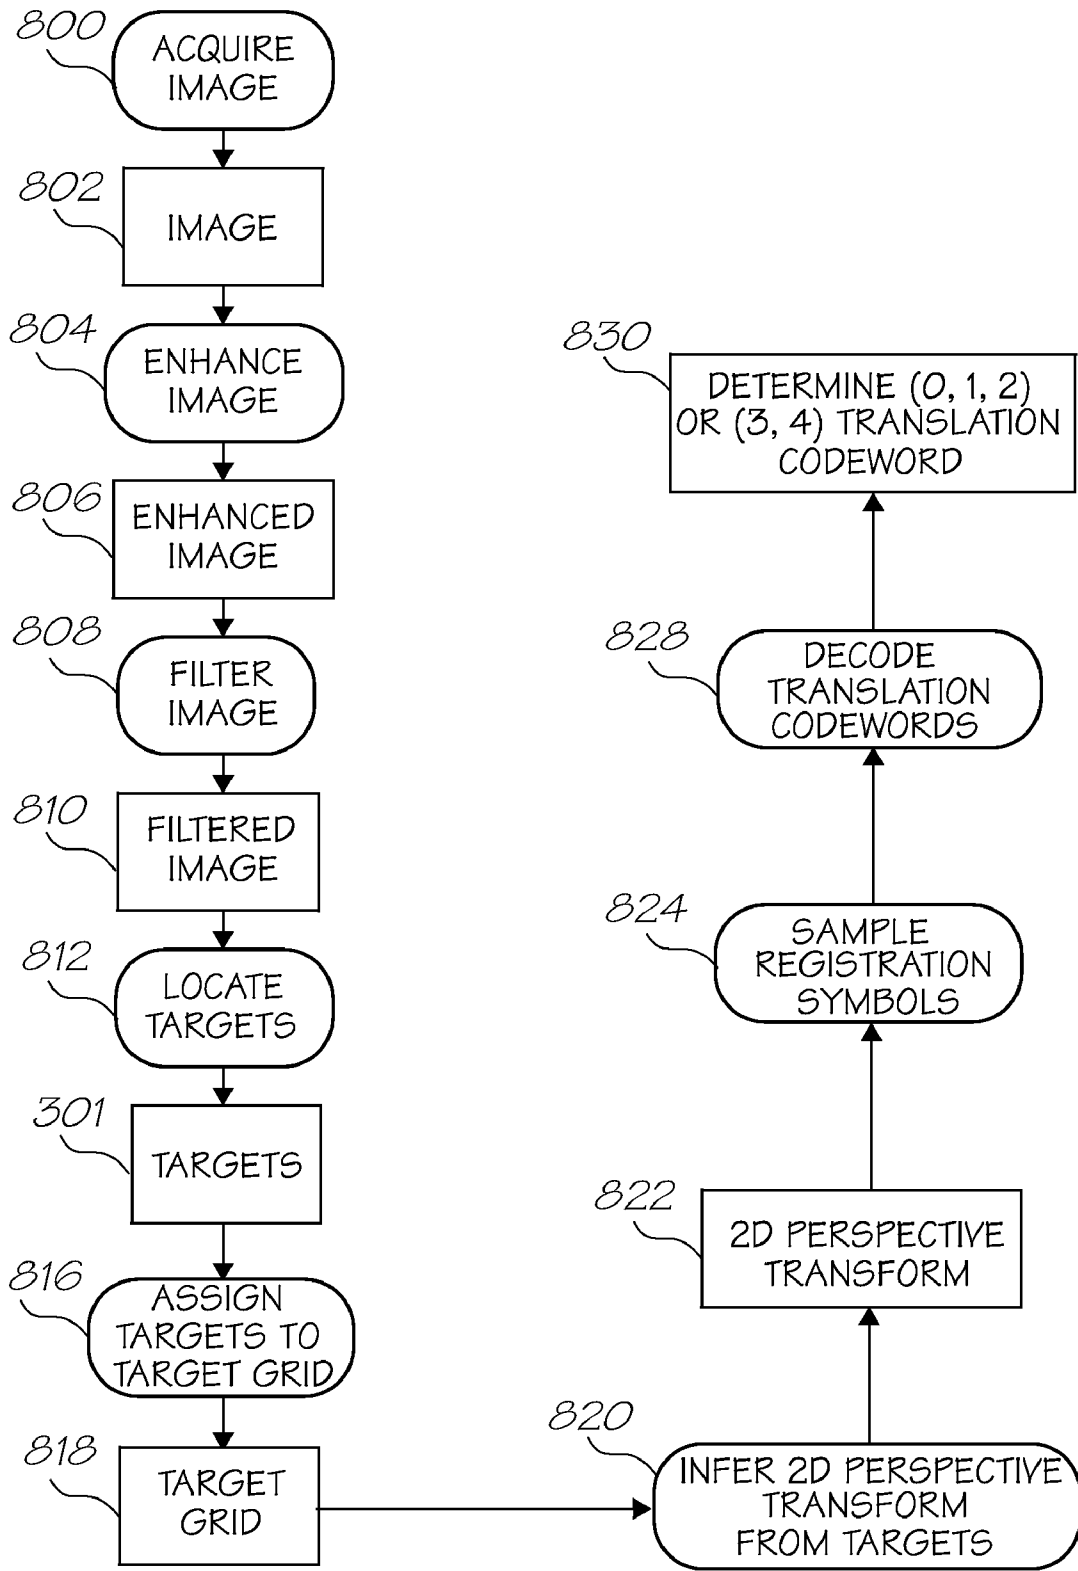 800
ACQUIRE
IMAGE
802
IMAGE
804
ENHANCE
IMAGE
806
ENHANCED
IMAGE
808
FILTER
IMAGE
810
FILTERED
IMAGE
812
LOCATE
TARGETS
301
TARGETS
816
ASSIGN
TARGETS TO
TARGET GRID
818
TARGET
GRID
820
INFER 2D PERSPECTIVE
TRANSFORM
FROM TARGETS
822
2D PERSPECTIVE
TRANSFORM
824
SAMPLE
REGISTRATION
SYMBOLS
828
DECODE
TRANSLATION
CODEWORDS
830
DETERMINE (0, 1, 2)
OR (3, 4) TRANSLATION
CODEWORD